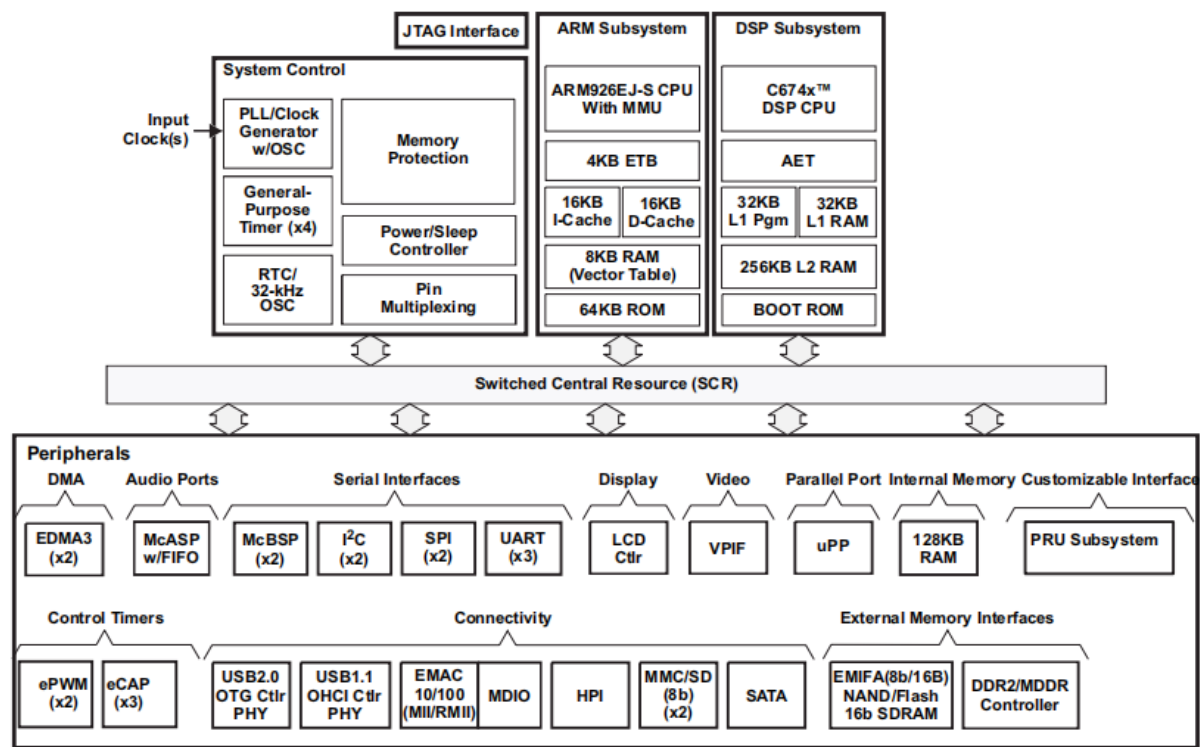 JTAG Interface
System Control
Input
Clock(s)
PLL/Clock
Generator
w/OSC
General-
Purpose
Timer (x4)
RTC/
32-kHz
OSC
Memory
Protection
Power/Sleep
Controller
Pin
Multiplexing
ARM Subsystem
ARM926EJ-S CPU
With MMU
4KB ETB
16KB
I-Cache
16KB
D-Cache
8KB RAM
(Vector Table)
64KB ROM
DSP Subsystem
C674x™
DSP CPU
AET
32KB
L1 Pgm
32KB
L1 RAM
256KB L2 RAM
BOOT ROM
Switched Central Resource (SCR)
Peripherals
DMA
EDMA3
(x2)
Audio Ports
McASP
w/FIFO
Serial Interfaces
McBSP
(x2)
I²C
(x2)
SPI
(x2)
UART
(x3)
Display
LCD
Ctlr
Video
VPIF
Parallel Port
uPP
Internal Memory
128KB
RAM
Customizable Interface
PRU Subsystem
Control Timers
ePWM
(x2)
eCAP
(x3)
Connectivity
USB2.0
OTG Ctlr
PHY
USB1.1
OHCI Ctlr
PHY
EMAC
10/100
(MII/RMII)
MDIO
HPI
MMC/SD
(8b)
(x2)
SATA
External Memory Interfaces
EMIFA(8b/16B)
NAND/Flash
16b SDRAM
DDR2/MDDR
Controller